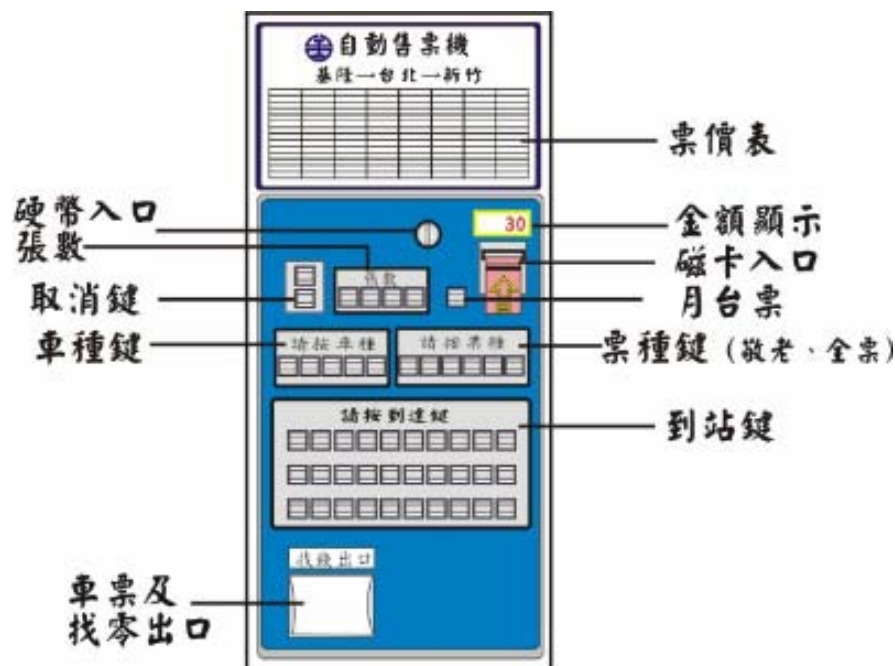 自動售票機
基隆→台北→新竹
票價表
硬幣入口
張數
取消鍵
車種鍵
30
金額顯示
磁卡入口
月台票
票種鍵（敬老、全票）
張數
請按車種
請按票種
請按到達鍵
到站鍵
找錢出口
車票及
找零出口